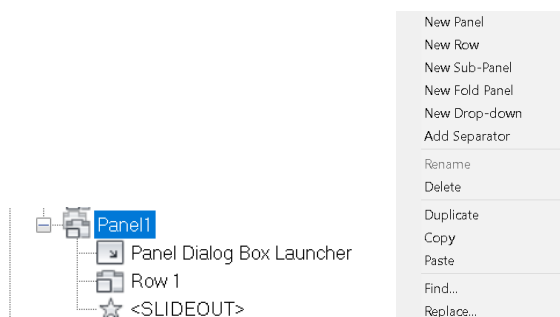 New Panel
New Row
New Sub-Panel
New Fold Panel
New Drop-down
Add Separator
Rename
Delete
Duplicate
Copy
Paste
Find...
Replace...
Panel1
Panel Dialog Box Launcher
Row 1
<SLIDEOUT>